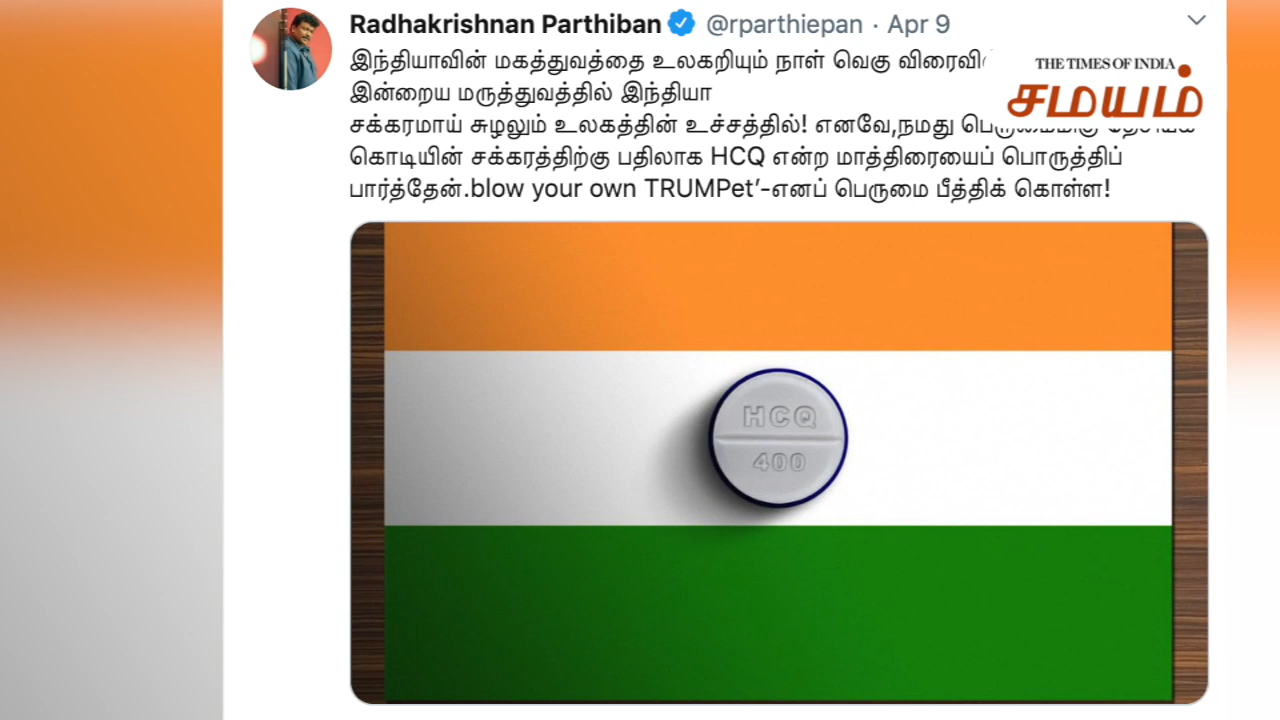 Radhakrishnan Parthiban @rparthiepan · Apr 9
இந்தியாவின் மகத்துவத்தை உலகறியும் நாள் வெகு
இன்றைய மருத்துவத்தில் இந்தியா
சக்கரமாய் சுழலும் உலகத்தின் உச்சத்தில்! எனவே,நமது
கொடியின் சக்கரத்திற்கு பதிலாக HCQ என்ற மாத்திரையைப் பொருத்திப்
பார்த்தேன்.blow your own TRUMPet’-எனப் பெருமை பீத்திக் கொள்ள!
THE TIMES OF INDIA
சமயம்
HCQ
400